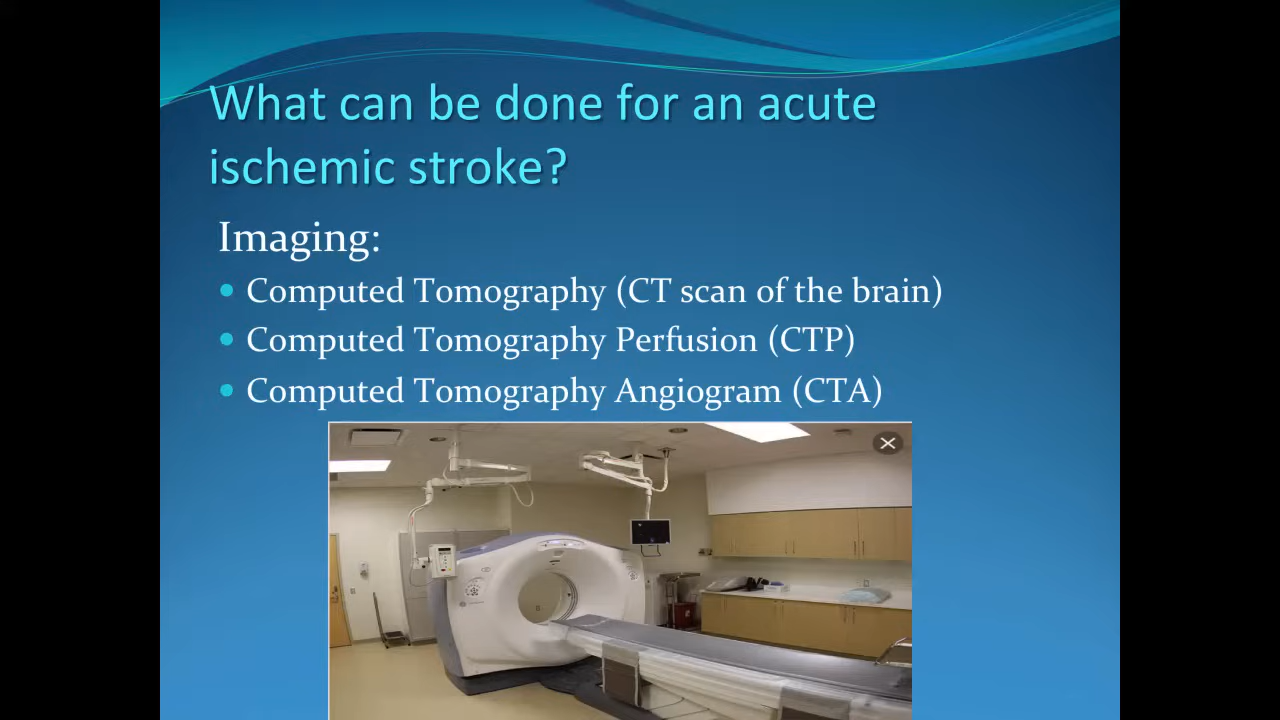 What can be done for an acute
ischemic stroke?
Imaging:
• Computed Tomography (CT scan of the brain)
• Computed Tomography Perfusion (CTP)
• Computed Tomography Angiogram (CTA)